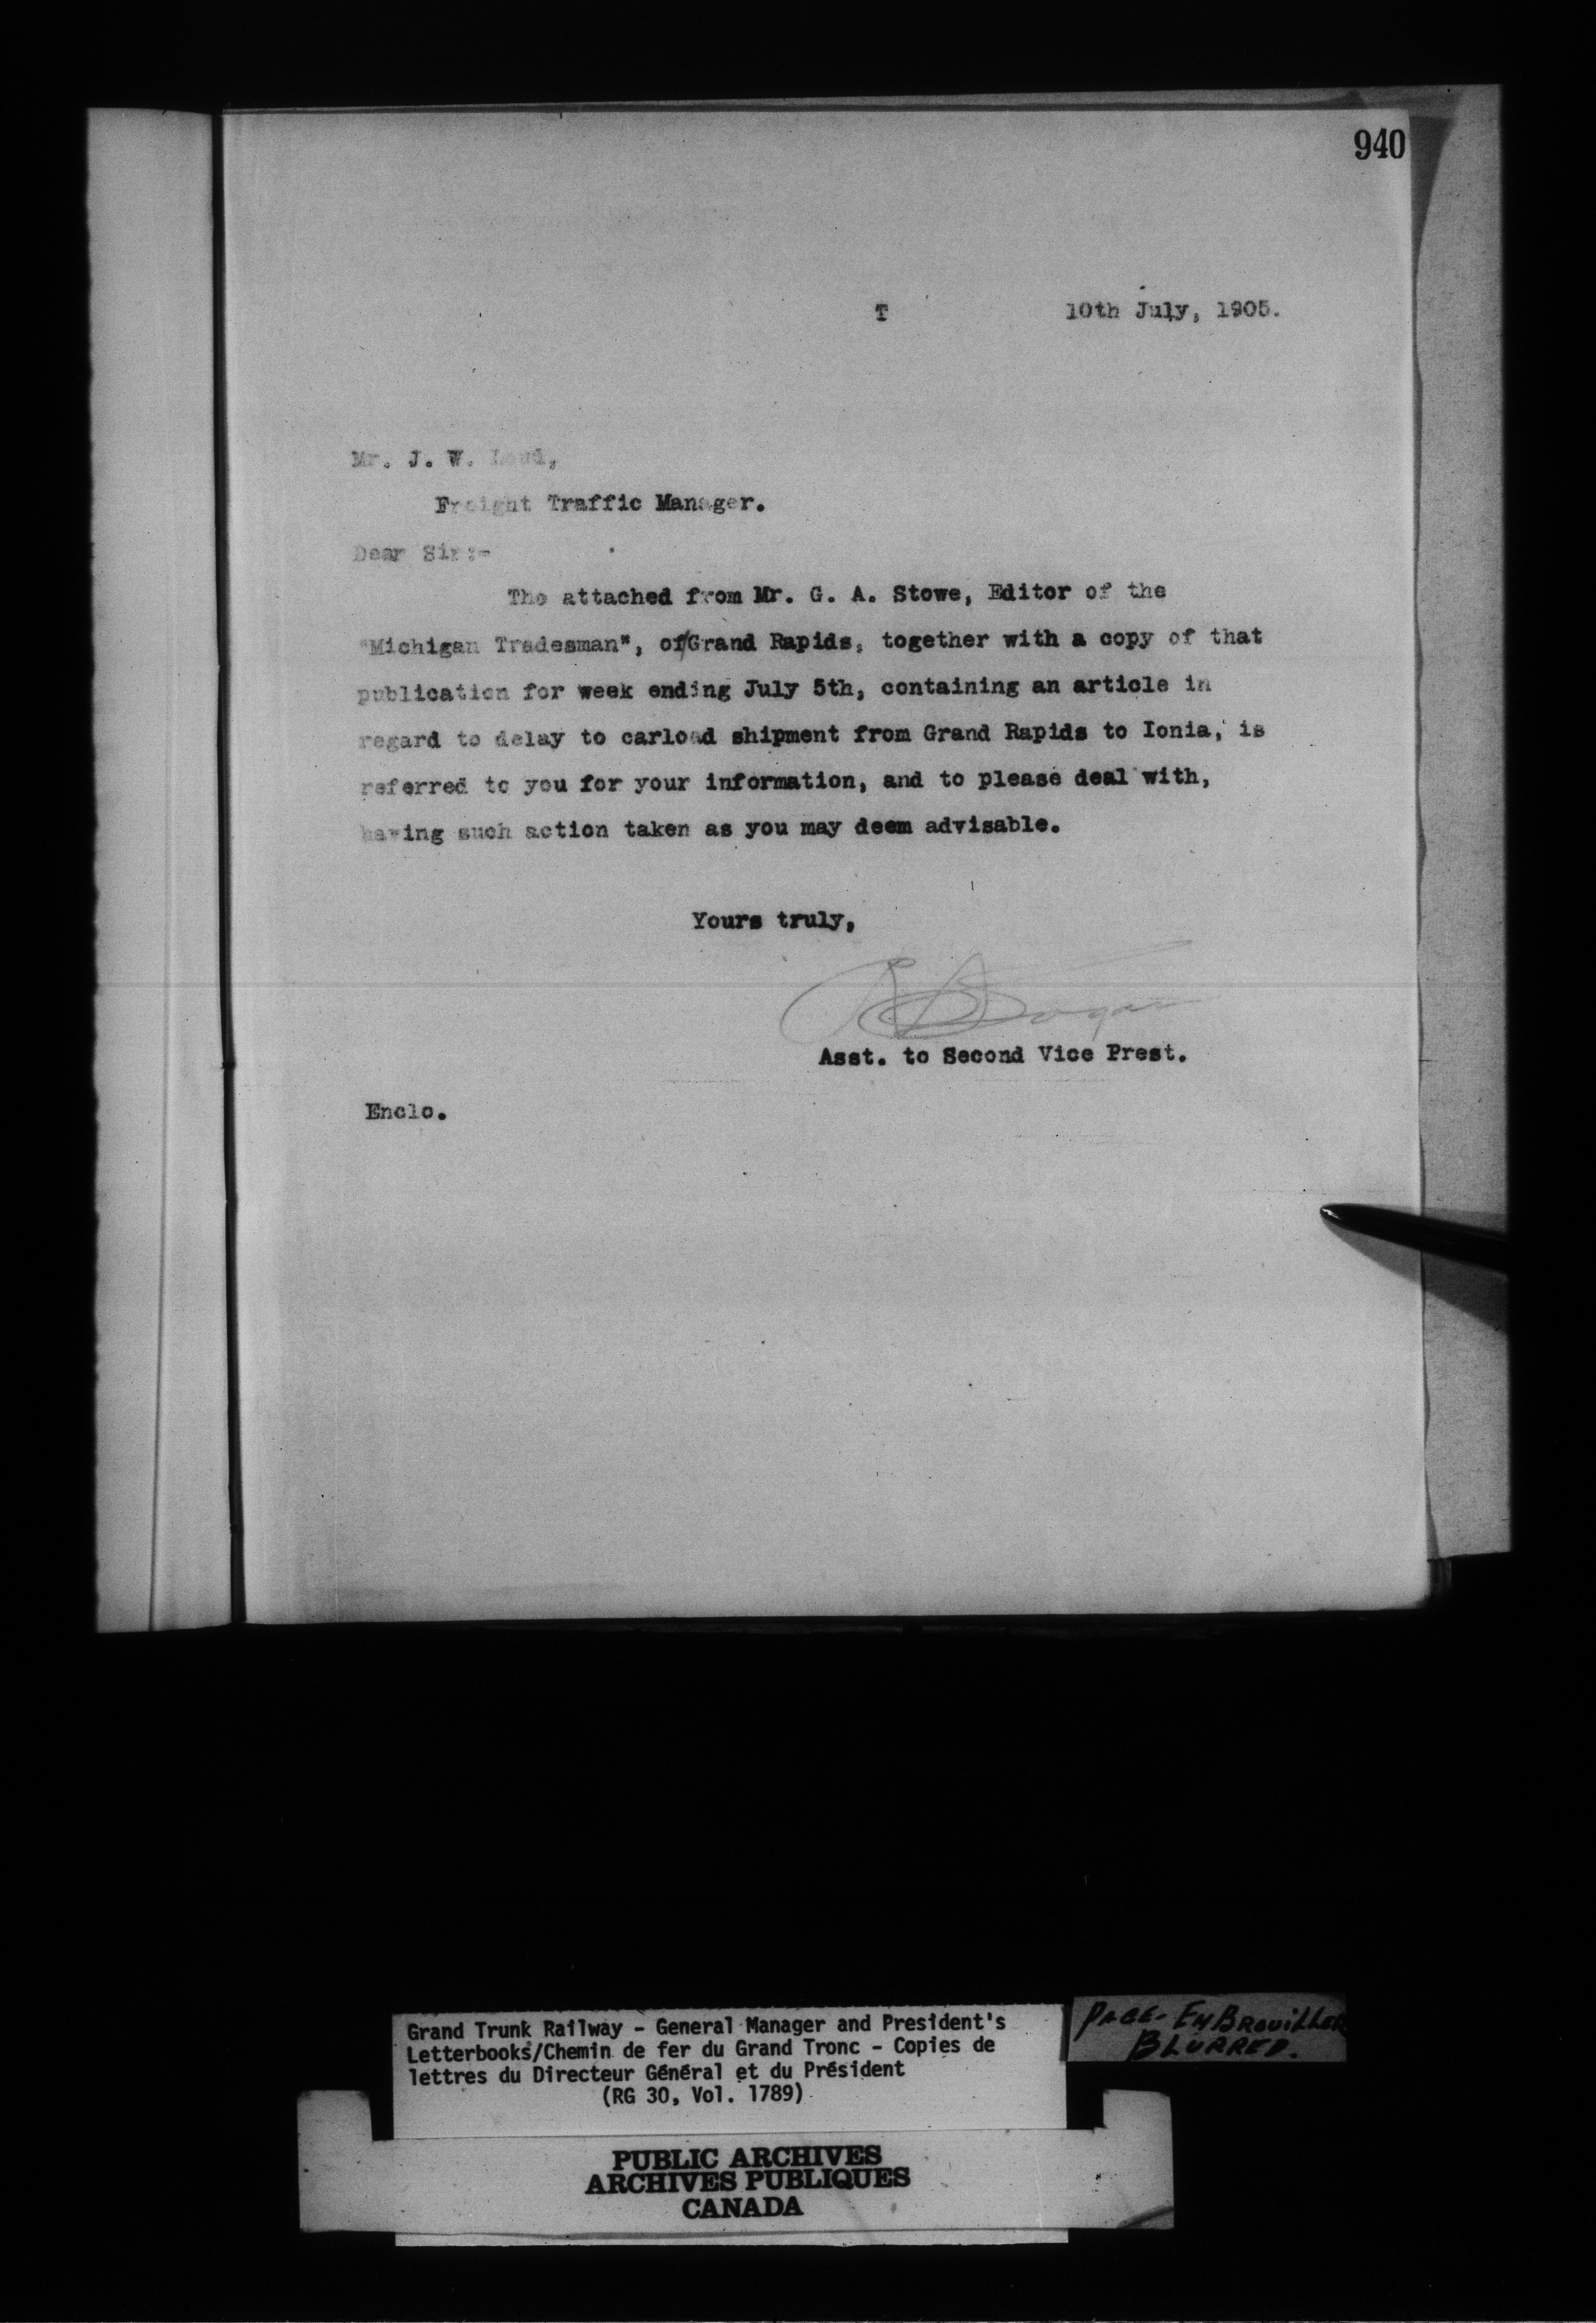 940
T 10th July, 1905.
Mr. J. W. Loud,
Freight Traffic Manager.
Dear Sir:-
The attached from Mr. G. A. Stowe, Editor of the
"Michigan Tradesman", of/Grand Rapids, together with a copy of that
publication for week ending July 5th, containing an article in
regard to delay to carload shipment from Grand Rapids to Ionia, is
referred to you for your information, and to please deal with,
having such action taken as you may deem advisable.
Yours truly,
Asst. to Second Vice Prest.
Enclo.
Grand Trunk Railway - General Manager and President's
Letterbooks/Chemin de fer du Grand Tronc - Copies de
lettres du Directeur Général et du Président
(RG 30, Vol. 1789)
PAGE-EMBROUILLER
BLURRED.
PUBLIC ARCHIVES
ARCHIVES PUBLIQUES
CANADA